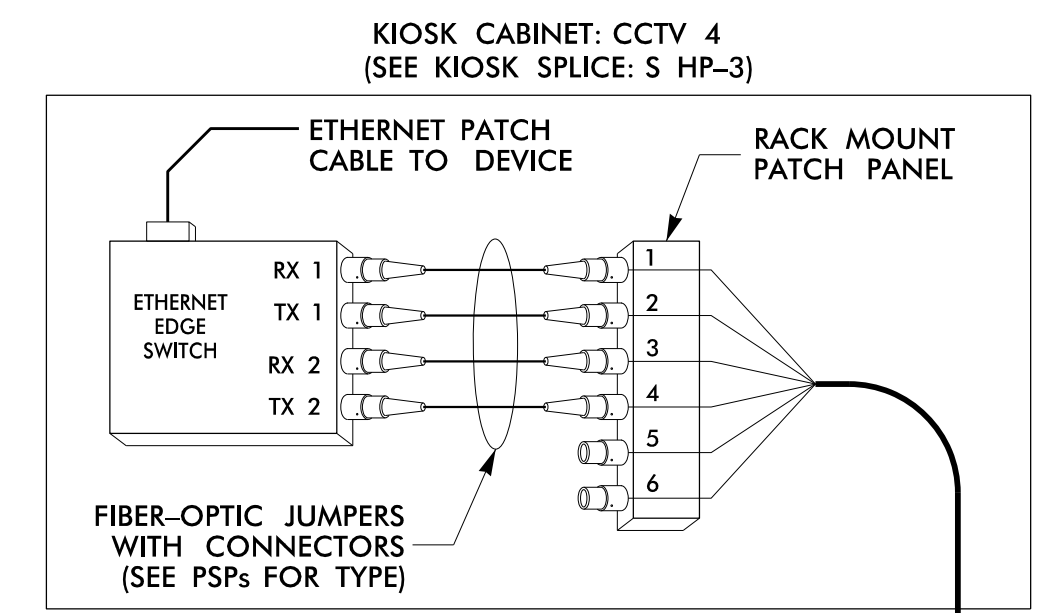 KIOSK CABINET: CCTV 4
(SEE KIOSK SPLICE: S HP–3)
ETHERNET PATCH
CABLE TO DEVICE
RACK MOUNT
PATCH PANEL
ETHERNET
EDGE
SWITCH
RX 1
TX 1
RX 2
TX 2
1
2
3
4
5
6
FIBER–OPTIC JUMPERS
WITH CONNECTORS
(SEE PSPs FOR TYPE)